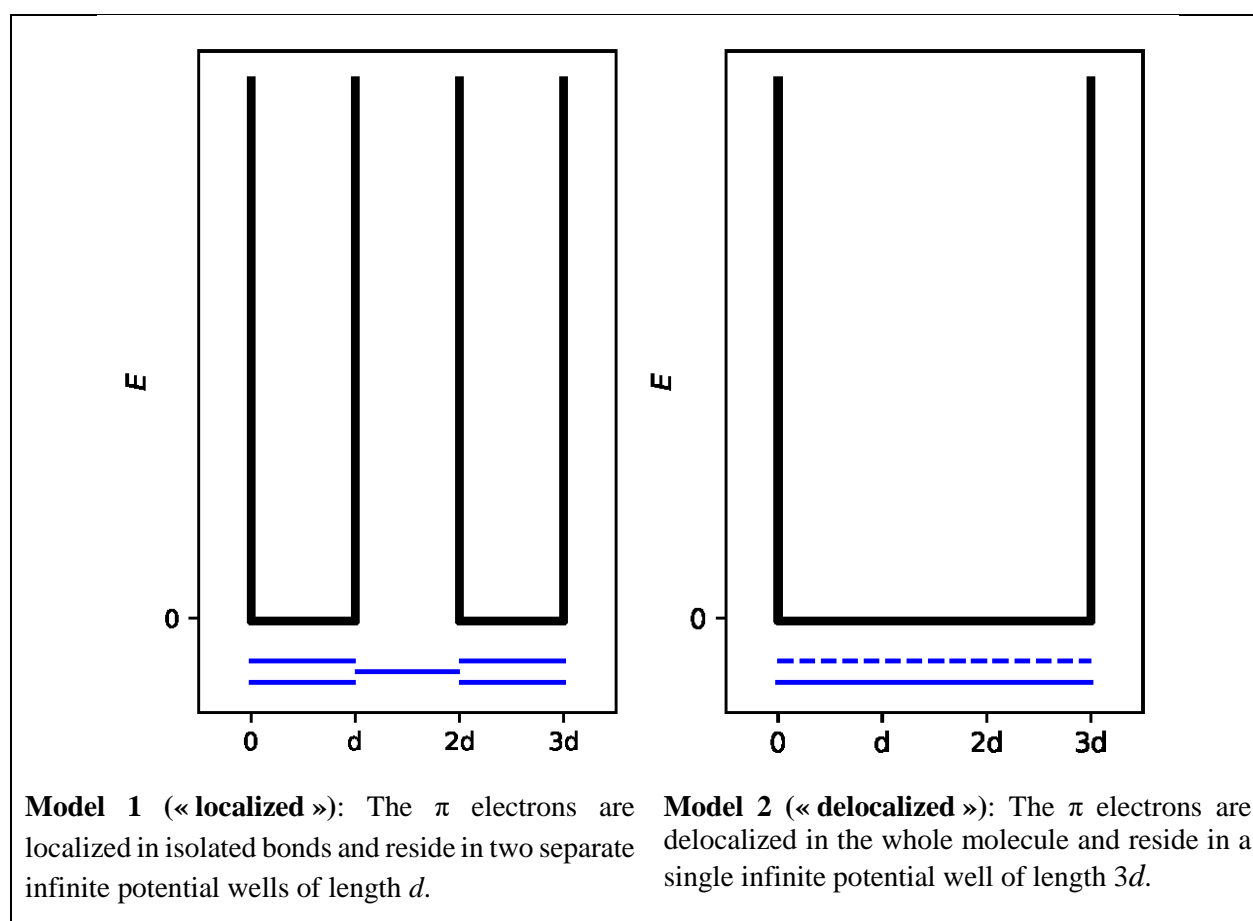 E
0
0
d
2d
3d
E
0
0
d
2d
3d
Model 1 (« localized »): The π electrons are
localized in isolated bonds and reside in two separate
infinite potential wells of length d.
Model 2 (« delocalized »): The π electrons are
delocalized in the whole molecule and reside in a
single infinite potential well of length 3d.